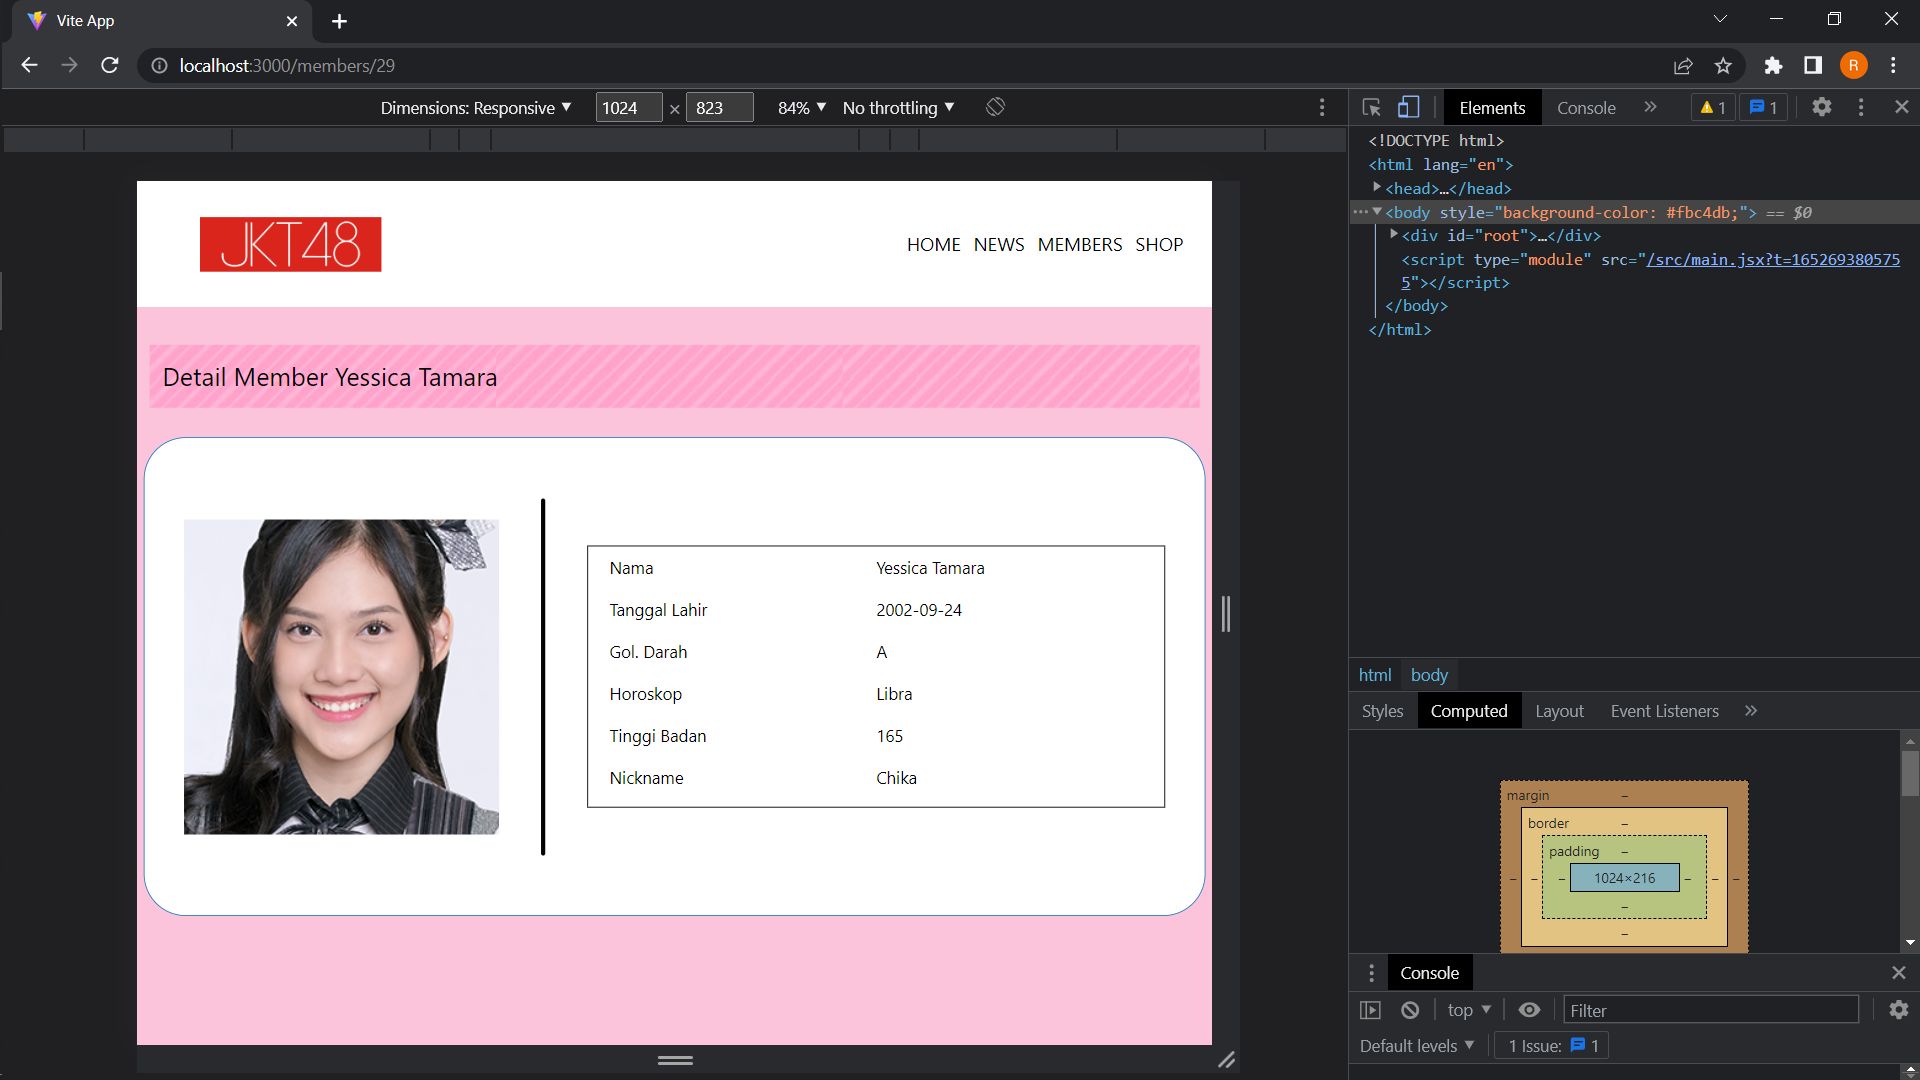 Vite App
localhost:3000/members/29
R
Dimensions: Responsive
1024 × 823
84%
No throttling
Elements
Console
1
1
<!DOCTYPE html>
<html lang="en">
<head>…</head>
<body style="background-color: #fbc4db;"> == $0
<div id="root">…</div>
<script type="module" src="/src/main.jsx?t=165269380575
5"></script>
</body>
</html>
JKT48
HOME NEWS MEMBERS SHOP
Detail Member Yessica Tamara
Nama Yessica Tamara
Tanggal Lahir 2002-09-24
Gol. Darah A
Horoskop Libra
Tinggi Badan 165
Nickname Chika
html body
Styles Computed Layout Event Listeners
margin –
border –
padding –
– – – 1024×216 – – –
–
–
Console
top
Filter
Default levels
1 Issue: 1